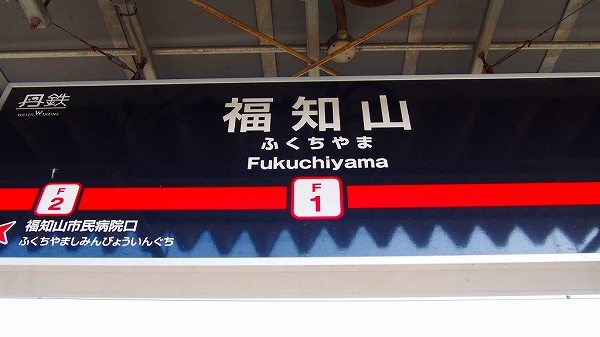 丹鉄
WILLER TRAINS
福知山
ふくちやま
Fukuchiyama
F
1
F
2
福知山市民病院口
ふくちやましみんびょういんぐち